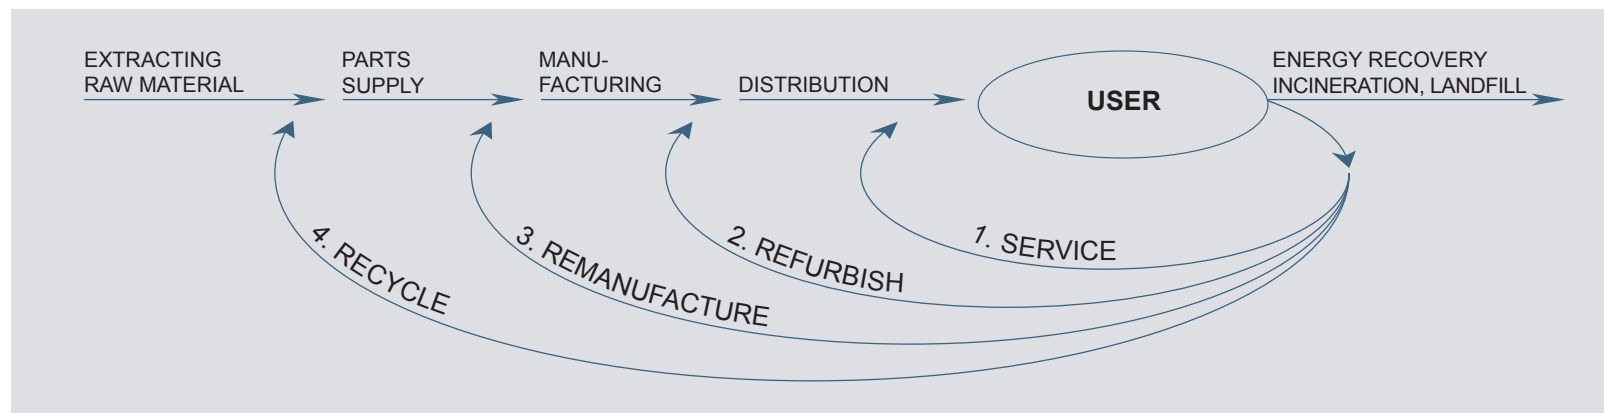 EXTRACTING
RAW MATERIAL
PARTS
SUPPLY
MANU-
FACTURING
DISTRIBUTION
USER
ENERGY RECOVERY
INCINERATION, LANDFILL
1. SERVICE
2. REFURBISH
3. REMANUFACTURE
4. RECYCLE